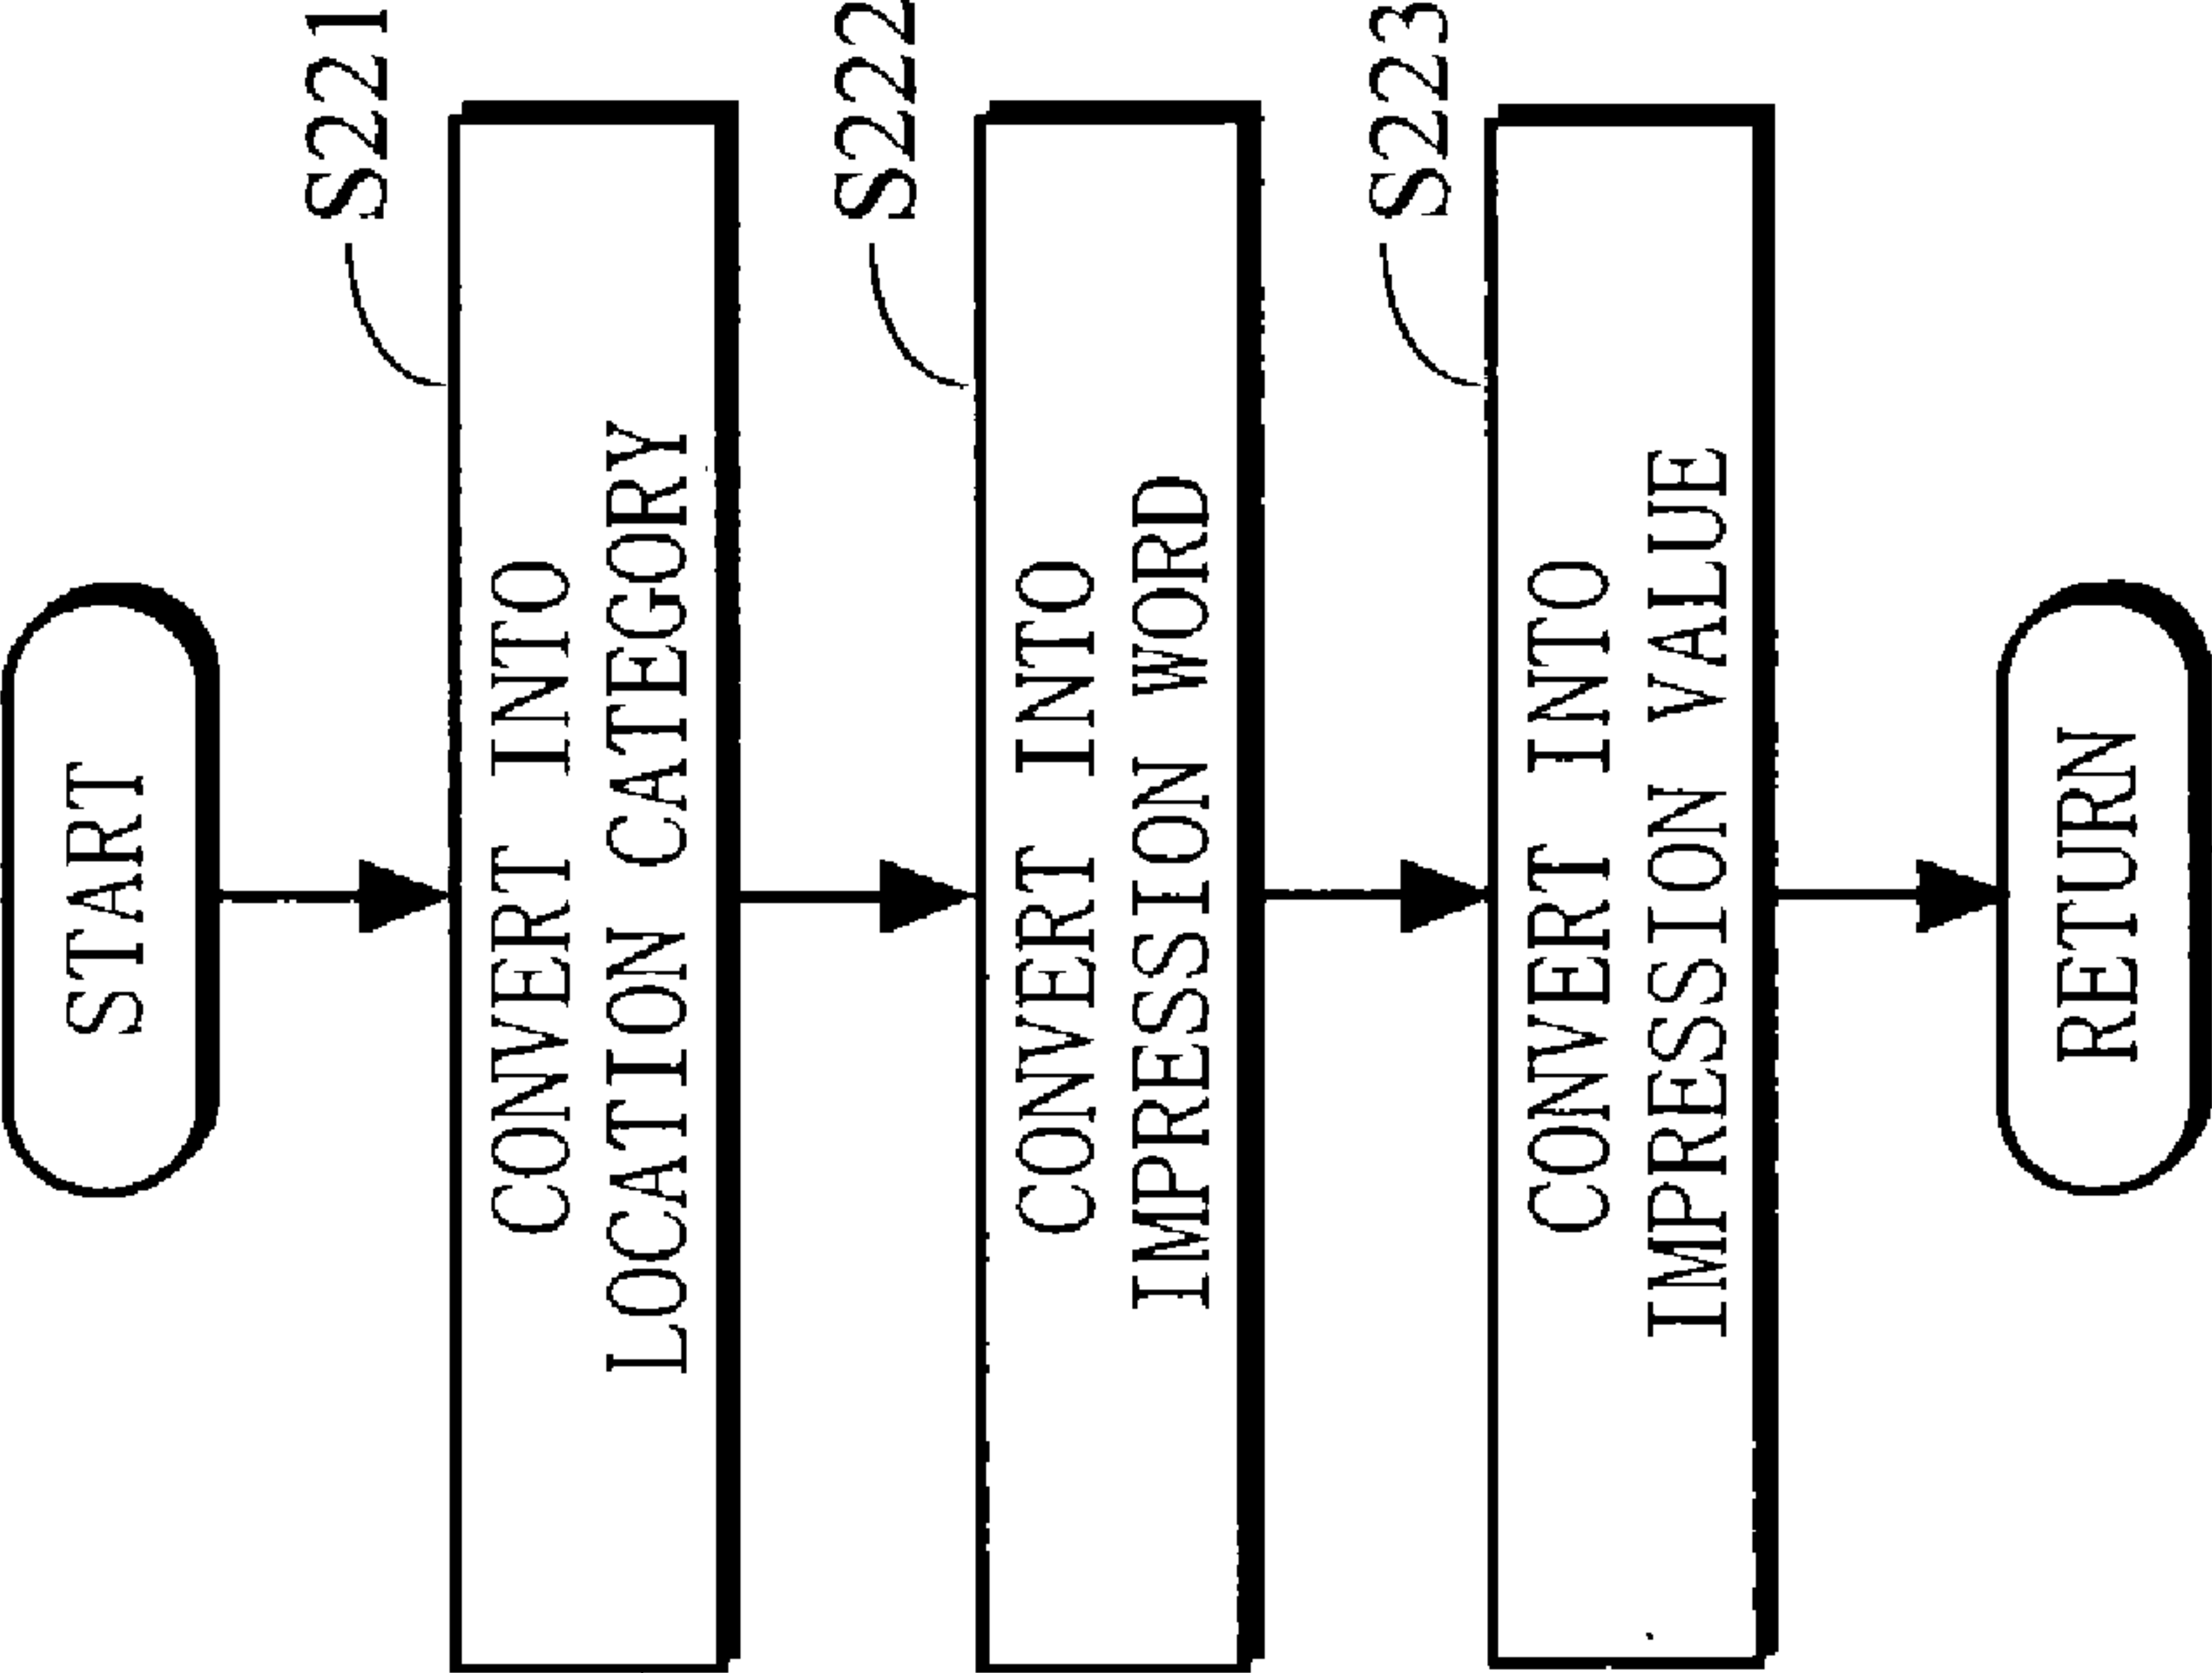 START
S221
CONVERT INTO
LOCATION CATEGORY
S222
CONVERT INTO
IMPRESSION WORD
S223
CONVERT INTO
IMPRESSION VALUE
RETURN